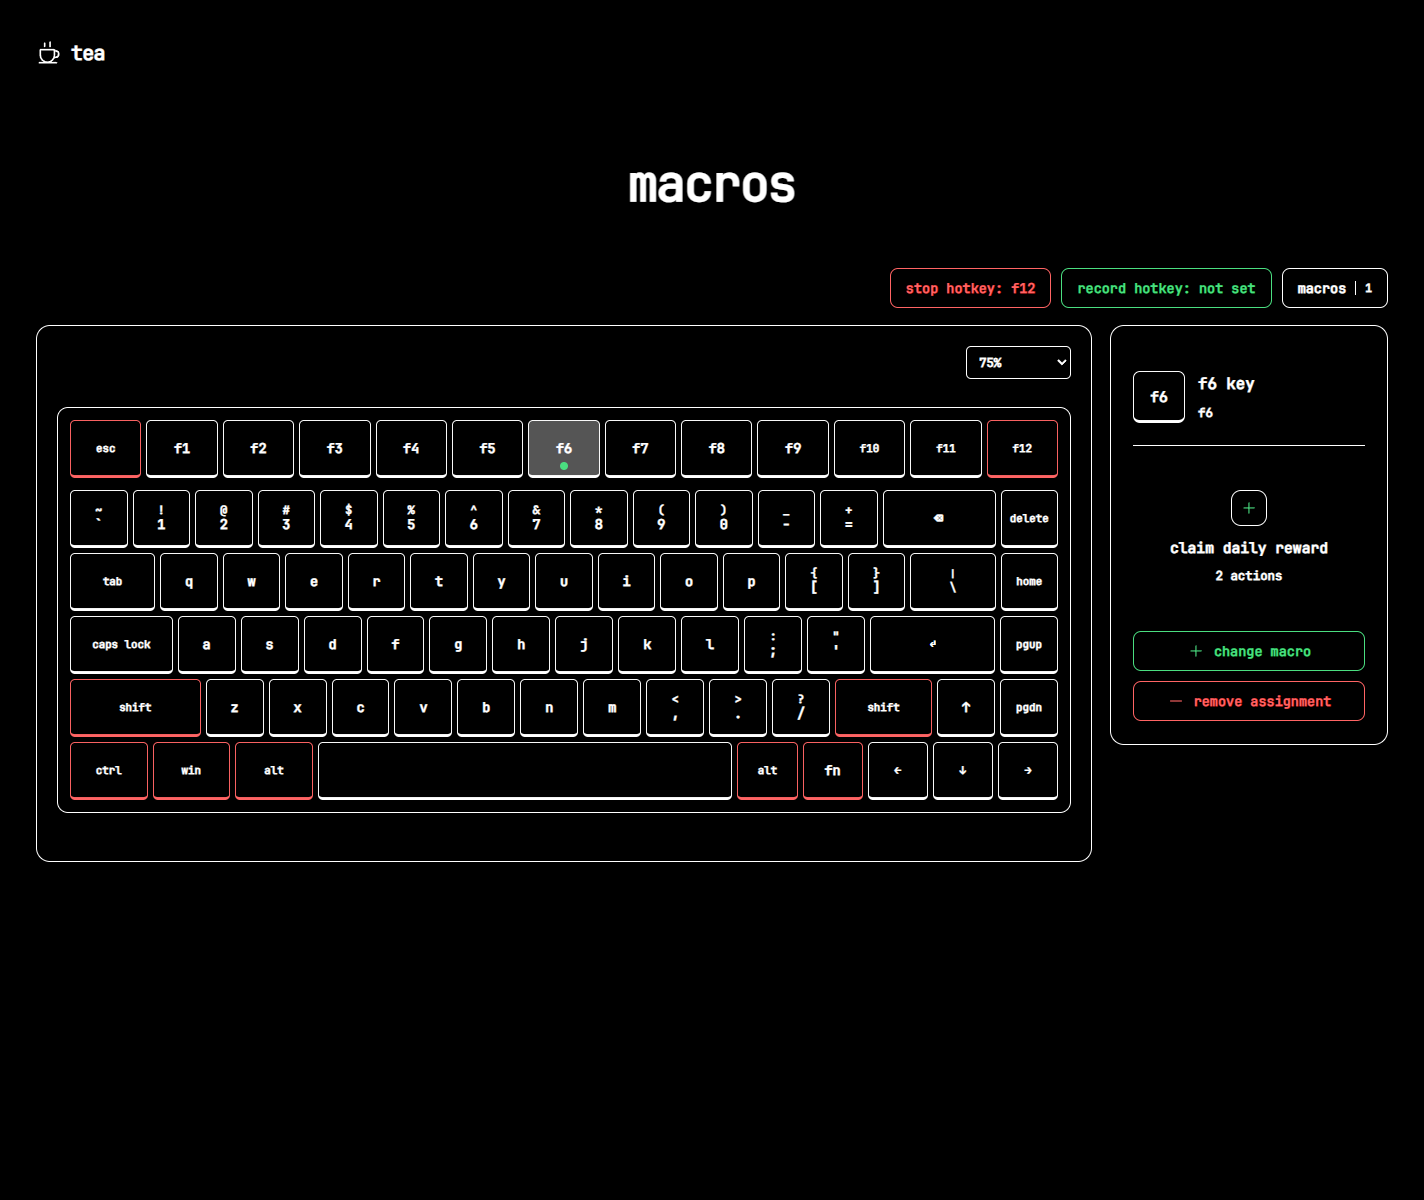 tea
macros
stop hotkey: f12
record hotkey: not set
macros | 1
75%
esc f1 f2 f3 f4 f5 f6 f7 f8 f9 f10 f11 f12
~ ! @ # $ % ^ & * ( ) _ +
` 1 2 3 4 5 6 7 8 9 0 - = ⌫ delete
tab q w e r t y u i o p { [ } ] | \ home
caps lock a s d f g h j k l : ; " ' ↵ pgup
shift z x c v b n m < , > . ? / shift ↑ pgdn
ctrl win alt alt fn ← ↓ →
f6
f6 key
f6
claim daily reward
2 actions
change macro
remove assignment